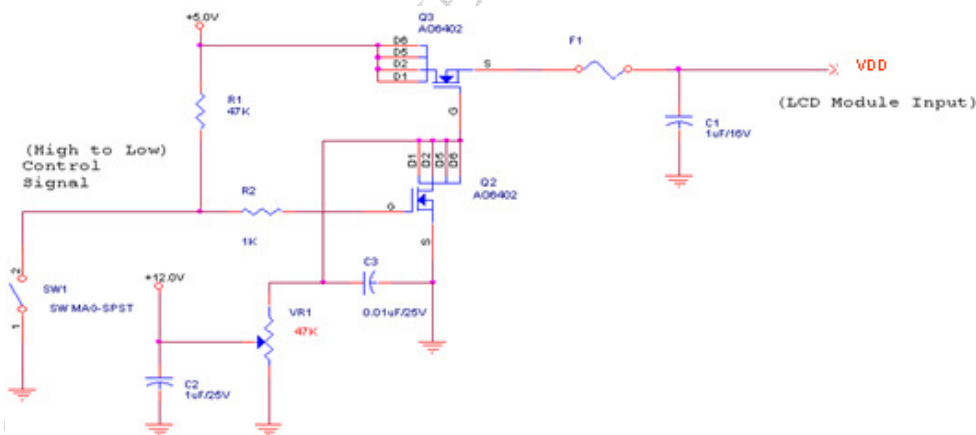 +5.0V
Q3
AO6402
D6
D5
D2
D1
S
G
F1
VDD
(LCD Module Input)
C1
1uF/16V
R1
47K
(High to Low)
Control
Signal
R2
1K
D1
D2
D5
D6
Q2
AO6402
G
S
2
SW1
SW MAG-SPST
1
+12.0V
VR1
47K
C3
0.01uF/25V
C2
1uF/25V